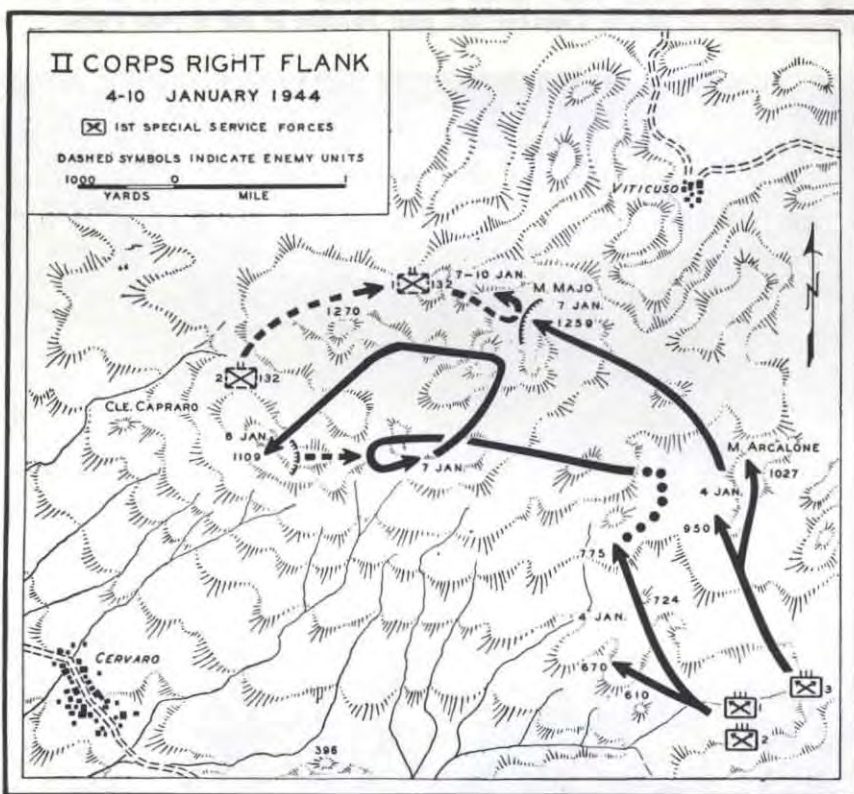 II CORPS RIGHT FLANK
4-10 JANUARY 1944
1ST SPECIAL SERVICE FORCES
DASHED SYMBOLS INDICATE ENEMY UNITS
1000 0 1
YARDS MILE
VITICUSO
N
1 132
7-10 JAN.
M. MAJO
7 JAN.
1259
1270
2 132
CLE. CAPRARO
8 JAN.
1109
7 JAN.
M. ARCALONE
1027
4 JAN.
950
775
724
4 JAN.
670
610
3
1
2
CERVARO
396